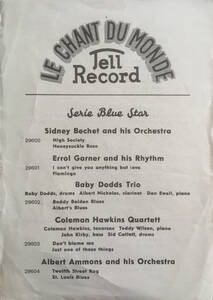 LE CHANT DU MONDE
Tell
Record
Serie Blue Star
Sidney Bechet and his Orchestra
29600 High Society
Honeysuckle Rose
Errol Garner and his Rhythm
29601 I can't give you anything but love
Flamingo
Baby Dodds Trio
Baby Dodds, drums Albert Nicholas, clarinet Don Ewell, piano
29602 Buddy Bolden Blues
Albert's Blues
Coleman Hawkins Quartett
Coleman Hawkins, tenorsax Teddy Wilson, piano
John Kirby, bass Sid Catlett, drums
29603 Don't blame me
Just one of those things
Albert Ammons and his Orchestra
29604 Twelfth Street Rag
St. Louis Blues